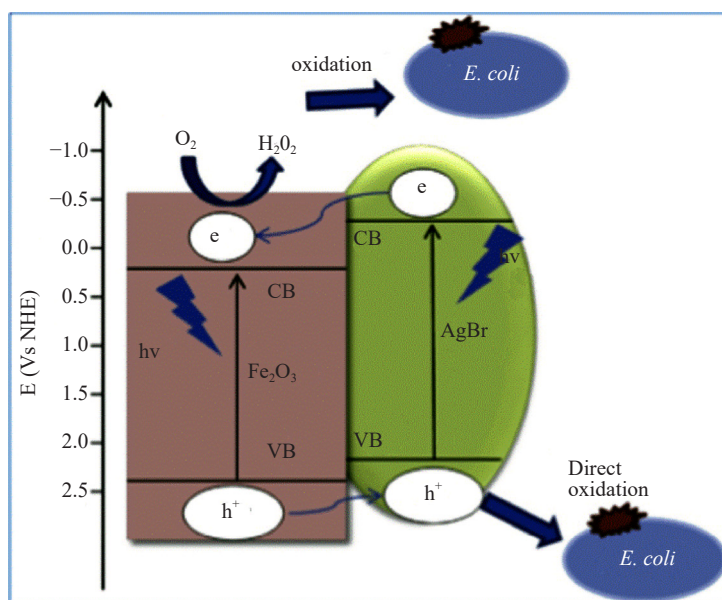 oxidation
E. coli
O₂
H₂0₂
−1.0
−0.5
0.0
0.5
1.0
1.5
2.0
2.5
E (Vs NHE)
e
e
CB
CB
hv
hv
AgBr
Fe₂O₃
VB
VB
h⁺
h⁺
Direct
oxidation
E. coli